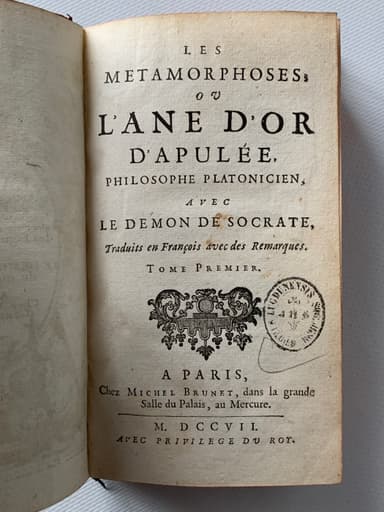 LES
METAMORPHOSES;
OU
L'ANE D'OR
D'APULÉE,
PHILOSOPHE PLATONICIEN,
AVEC
LE DEMON DE SOCRATE,
Traduits en François avec des Remarques.
TOME PREMIER.
A PARIS,
Chez MICHEL BRUNET, dans la grande
Salle du Palais, au Mercure.
M. DCCVII.
AVEC PRIVILEGE DU ROY.
LUGDUNENSIS